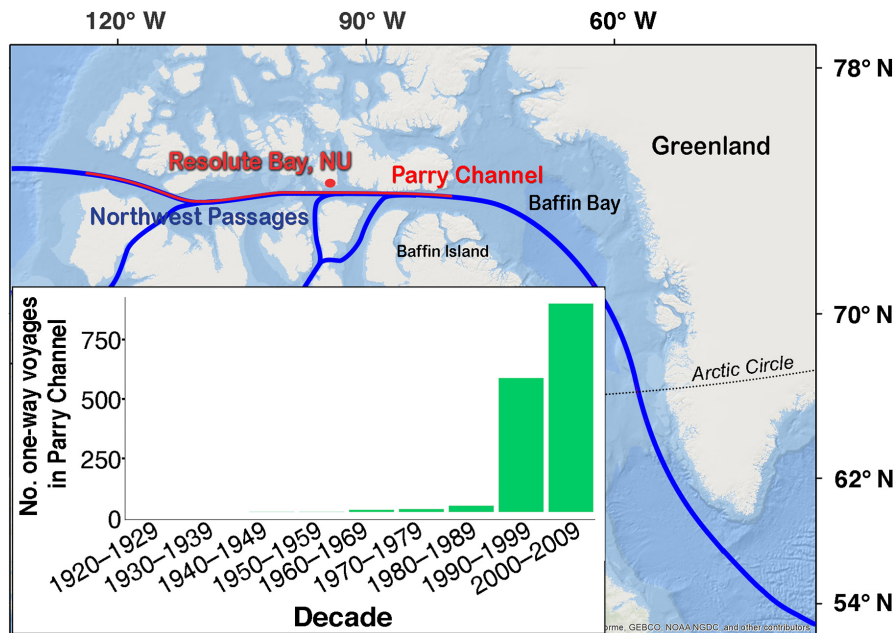 120° W
90° W
60° W
78° N
Greenland
Resolute Bay, NU
Parry Channel
Baffin Bay
Northwest Passages
Baffin Island
70° N
Arctic Circle
62° N
54° N
No. one-way voyages
in Parry Channel
750
500
250
0
1920–1929
1930–1939
1940–1949
1950–1959
1960–1969
1970–1979
1980–1989
1990–1999
2000–2009
Decade
GEBCO, NOAA NGDC, and other contributors